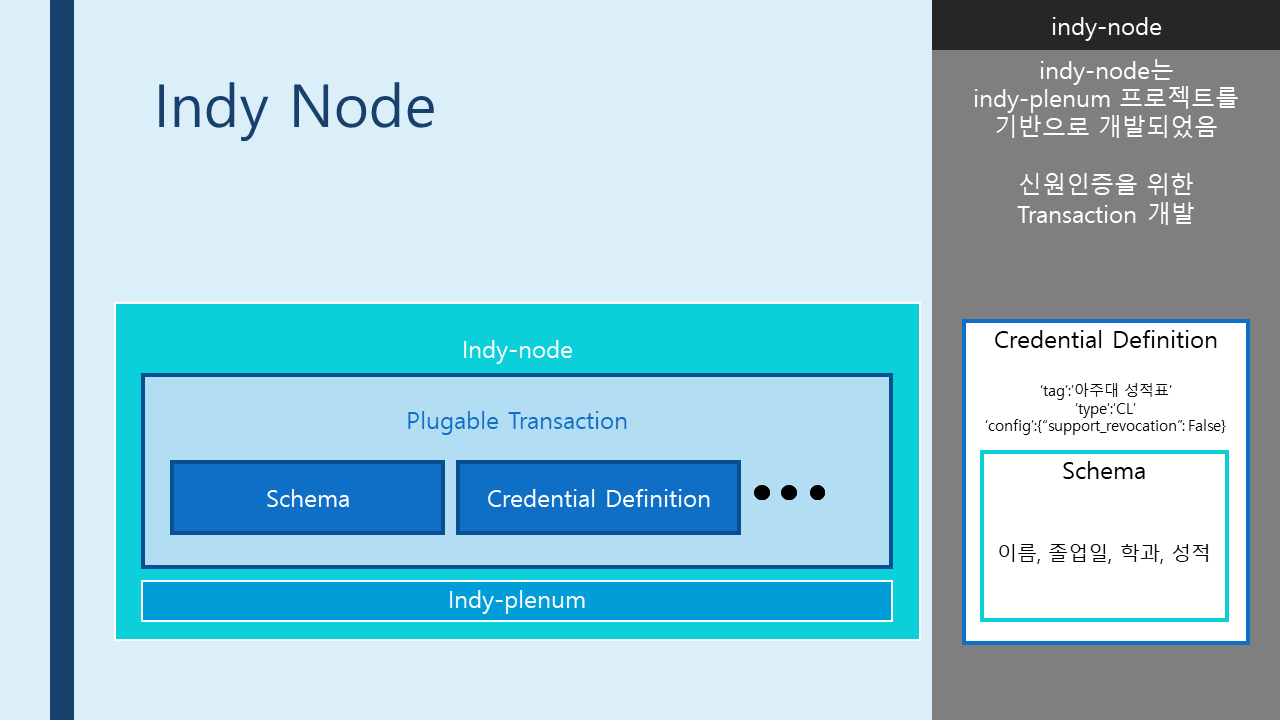 Indy Node
Indy-node
Plugable Transaction
Schema
Credential Definition
Indy-plenum
indy-node
indy-node는
indy-plenum 프로젝트를
기반으로 개발되었음
신원인증을 위한
Transaction 개발
Credential Definition
‘tag’:’아주대 성적표’
‘type’:’CL’
‘config’:{“support_revocation”: False}
Schema
이름, 졸업일, 학과, 성적